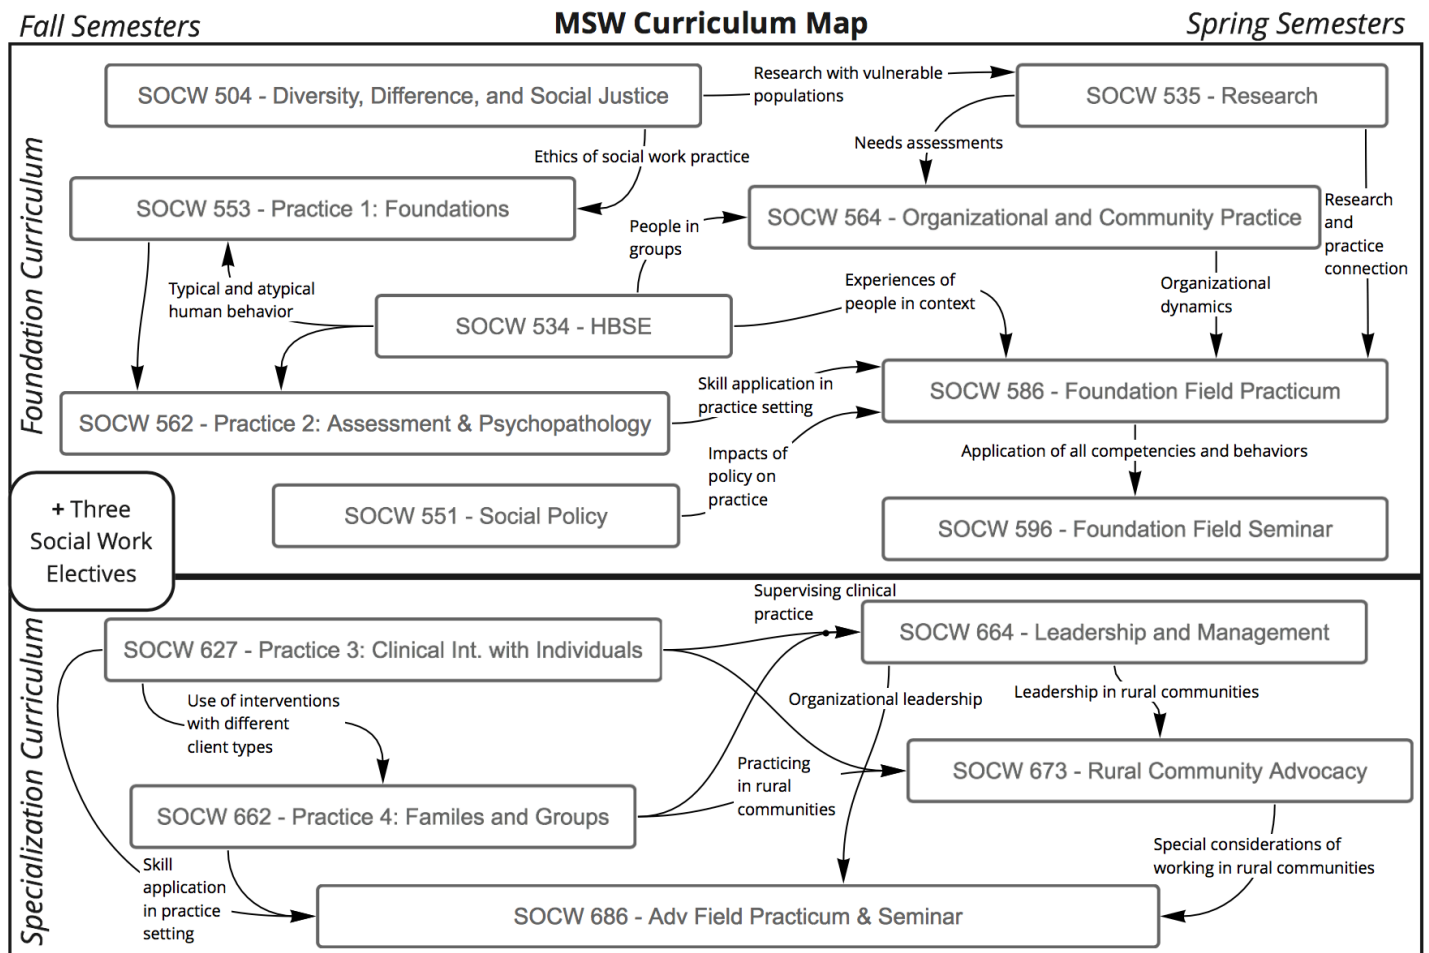 Fall Semesters
MSW Curriculum Map
Spring Semesters
Foundation Curriculum
SOCW 504 - Diversity, Difference, and Social Justice
Research with vulnerable
populations
SOCW 535 - Research
Ethics of social work practice
Needs assessments
SOCW 553 - Practice 1: Foundations
SOCW 564 - Organizational and Community Practice
Research
and
practice
connection
People in
groups
Typical and atypical
human behavior
Experiences of
people in context
Organizational
dynamics
SOCW 534 - HBSE
SOCW 586 - Foundation Field Practicum
Skill application in
practice setting
SOCW 562 - Practice 2: Assessment & Psychopathology
Application of all competencies and behaviors
Impacts of
policy on
practice
SOCW 551 - Social Policy
SOCW 596 - Foundation Field Seminar
+ Three
Social Work
Electives
Specialization Curriculum
Supervising clinical
practice
SOCW 627 - Practice 3: Clinical Int. with Individuals
SOCW 664 - Leadership and Management
Use of interventions
with different
client types
Organizational leadership
Leadership in rural communities
Practicing
in rural
communities
SOCW 673 - Rural Community Advocacy
SOCW 662 - Practice 4: Familes and Groups
Special considerations of
working in rural communities
Skill
application
in practice
setting
SOCW 686 - Adv Field Practicum & Seminar